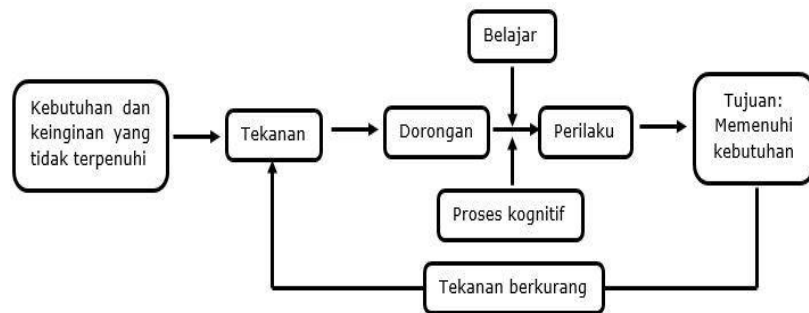 Belajar
Kebutuhan dan
keinginan yang
tidak terpenuhi
Tekanan
Dorongan
Perilaku
Tujuan:
Memenuhi
kebutuhan
Proses kognitif
Tekanan berkurang